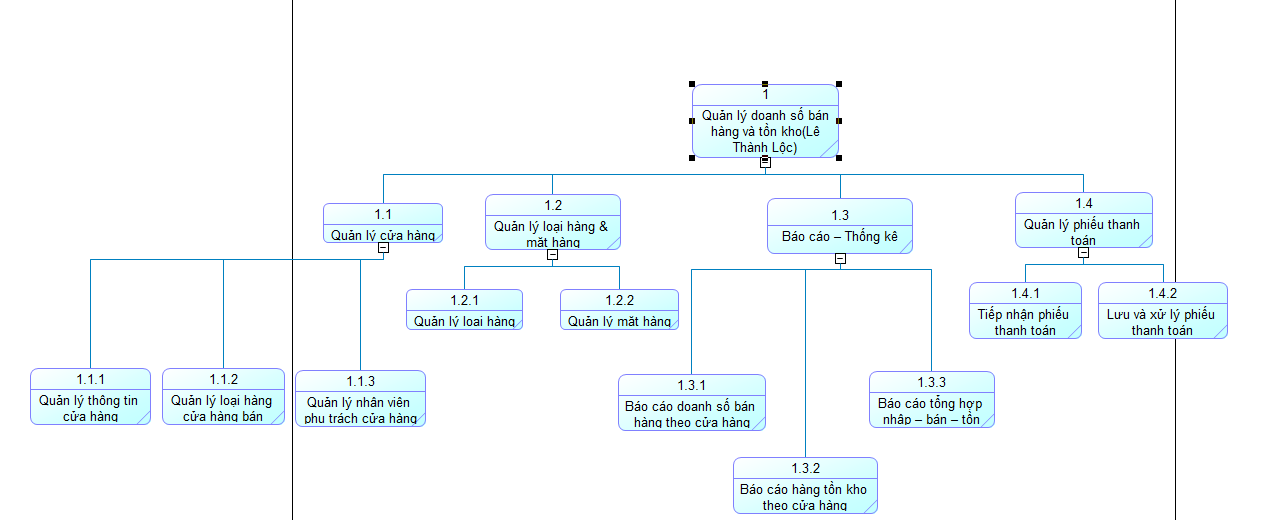 1
Quản lý doanh số bán
hàng và tồn kho(Lê
Thành Lộc)
1.1
Quản lý cửa hàng
1.2
Quản lý loại hàng &
mặt hàng
1.3
Báo cáo – Thống kê
1.4
Quản lý phiếu thanh
toán
1.2.1
Quản lý loại hàng
1.2.2
Quản lý mặt hàng
1.4.1
Tiếp nhận phiếu
thanh toán
1.4.2
Lưu và xử lý phiếu
thanh toán
1.1.1
Quản lý thông tin
cửa hàng
1.1.2
Quản lý loại hàng
cửa hàng bán
1.1.3
Quản lý nhân viên
phụ trách cửa hàng
1.3.1
Báo cáo doanh số bán
hàng theo cửa hàng
1.3.3
Báo cáo tổng hợp
nhập – bán – tồn
1.3.2
Báo cáo hàng tồn kho
theo cửa hàng